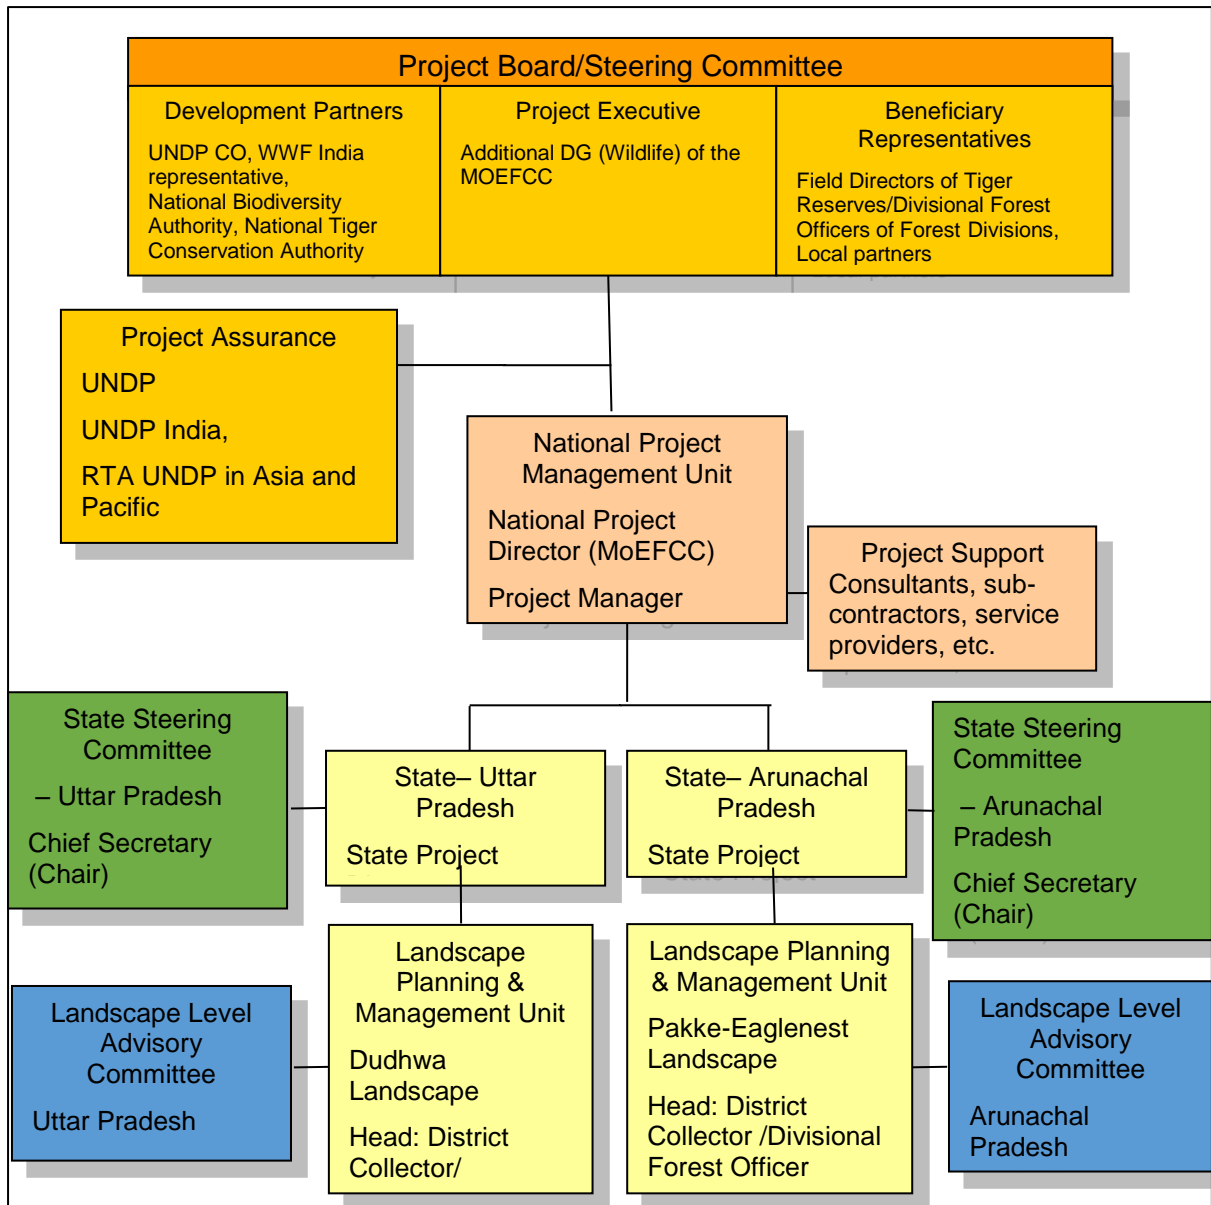 Project Board/Steering Committee
Development Partners
UNDP CO, WWF India
representative,
National Biodiversity
Authority, National Tiger
Conservation Authority
Project Executive
Additional DG (Wildlife) of the
MOEFCC
Beneficiary
Representatives
Field Directors of Tiger
Reserves/Divisional Forest
Officers of Forest Divisions,
Local partners
Project Assurance
UNDP
UNDP India,
RTA UNDP in Asia and
Pacific
National Project
Management Unit
National Project
Director (MoEFCC)
Project Manager
Project Support
Consultants, sub-
contractors, service
providers, etc.
State Steering
Committee
– Uttar Pradesh
Chief Secretary
(Chair)
State– Uttar
Pradesh
State Project
State– Arunachal
Pradesh
State Project
State Steering
Committee
– Arunachal
Pradesh
Chief Secretary
(Chair)
Landscape Level
Advisory
Committee
Uttar Pradesh
Landscape
Planning &
Management Unit
Dudhwa
Landscape
Head: District
Collector/
Landscape Planning
& Management Unit
Pakke-Eaglenest
Landscape
Head: District
Collector /Divisional
Forest Officer
Landscape Level
Advisory
Committee
Arunachal
Pradesh